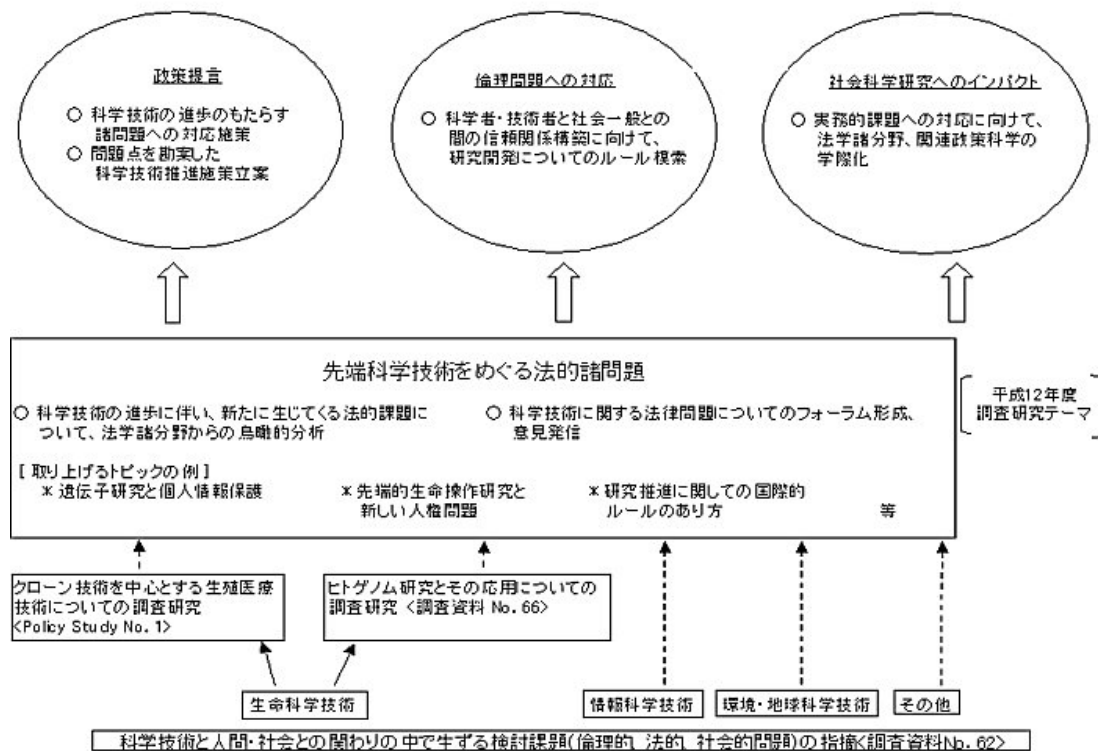 政策提言
○ 科学技術の進歩のもたらす
諸問題への対応施策
○ 問題点を勘案した
科学技術推進施策立案
倫理問題への対応
○ 科学者・技術者と社会一般との
間の信頼関係構築に向けて、
研究開発についてのルール模索
社会科学研究へのインパクト
○ 実務的課題への対応に向けて、
法学諸分野、関連政策科学の
学際化
先端科学技術をめぐる法的諸問題
○ 科学技術の進歩に伴い、新たに生じてくる法的課題に
ついて、法学諸分野からの鳥瞰的分析
○ 科学技術に関する法律問題についてのフォーラム形成、
意見発信
[ 取り上げるトピックの例 ]
* 遺伝子研究と個人情報保護
* 先端的生命操作研究と
新しい人権問題
* 研究推進に関しての国際的
ルールのあり方
等
平成12年度
調査研究テーマ
クローン技術を中心とする生殖医療
技術についての調査研究
<Policy Study No. 1>
ヒトゲノム研究とその応用についての
調査研究 <調査資料 No. 66>
生命科学技術
情報科学技術
環境・地球科学技術
その他
科学技術と人間・社会との関わりの中で生ずる検討課題(倫理的、法的、社会的問題)の指摘<調査資料No. 62>